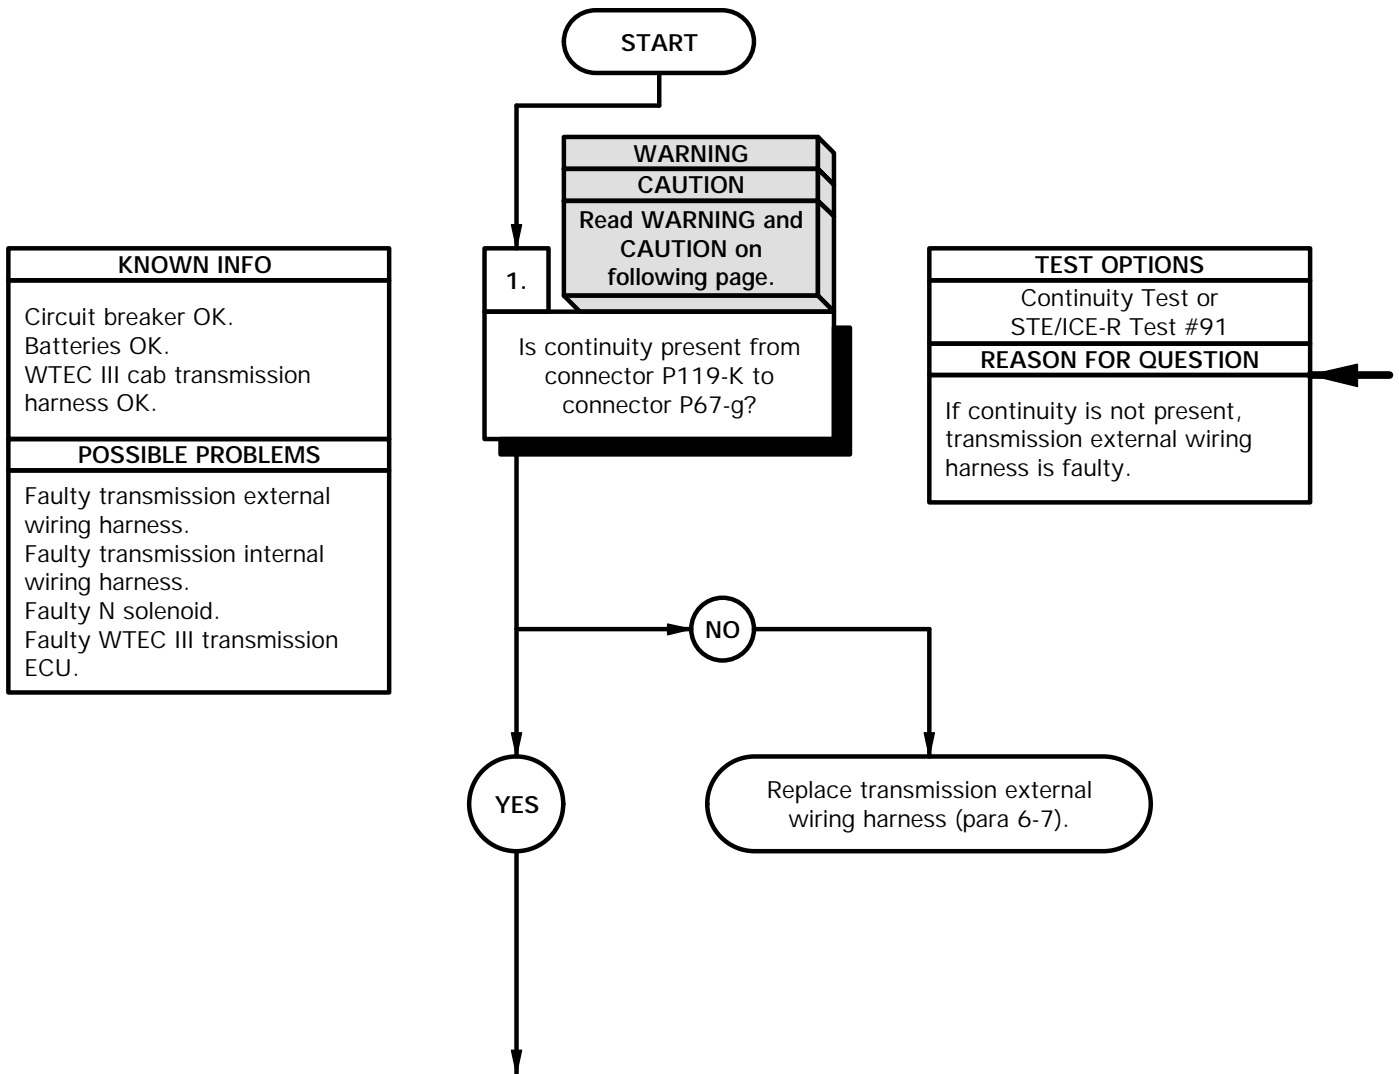 START
WARNING
CAUTION
Read WARNING and
CAUTION on
following page.
1.
Is continuity present from
connector P119-K to
connector P67-g?
KNOWN INFO
Circuit breaker OK.
Batteries OK.
WTEC III cab transmission
harness OK.
POSSIBLE PROBLEMS
Faulty transmission external
wiring harness.
Faulty transmission internal
wiring harness.
Faulty N solenoid.
Faulty WTEC III transmission
ECU.
TEST OPTIONS
Continuity Test or
STE/ICE-R Test #91
REASON FOR QUESTION
If continuity is not present,
transmission external wiring
harness is faulty.
NO
YES
Replace transmission external
wiring harness (para 6-7).